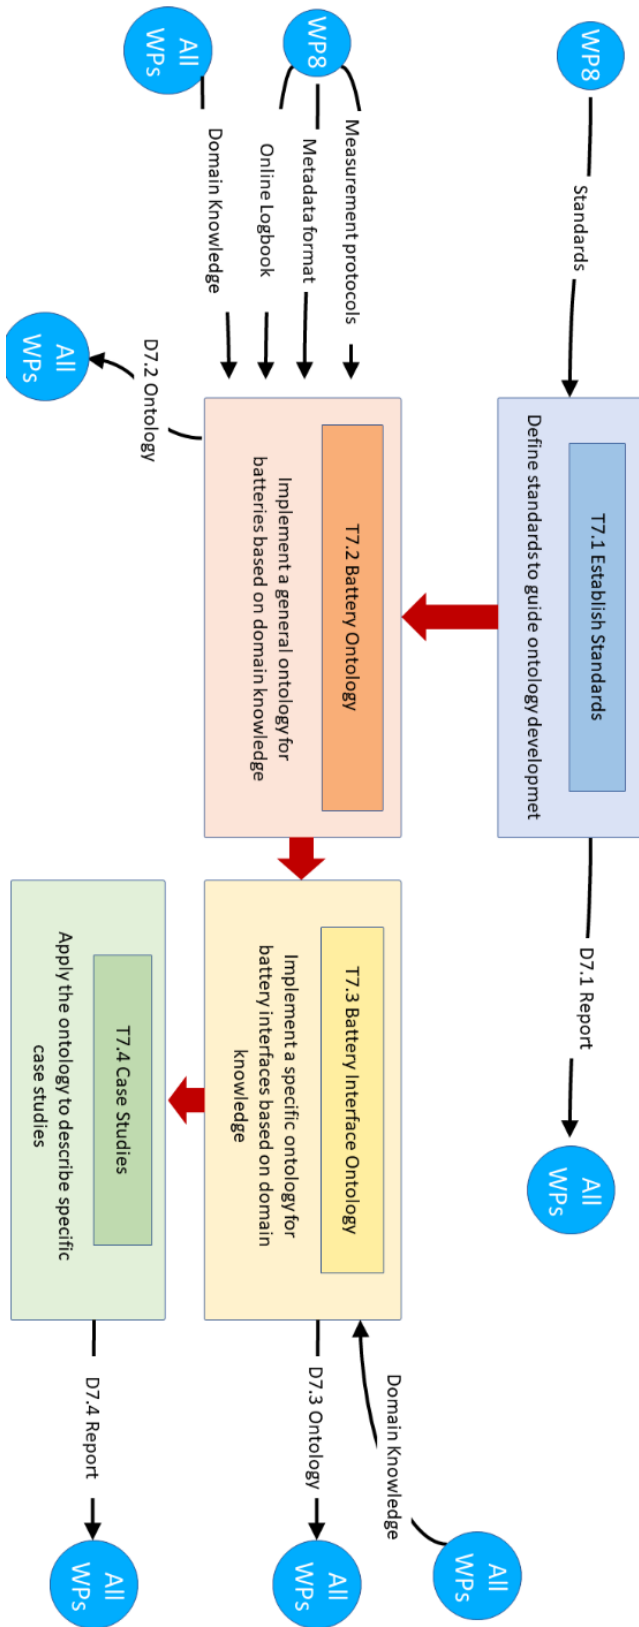 WP8
Standards
T7.1 Establish Standards
Define standards to guide ontology developmet
D7.1 Report
All
WPs
WP8
Measurement protocols
Metadata format
Online Logbook
All
WPs
Domain Knowledge
T7.2 Battery Ontology
Implement a general ontology for
batteries based on domain knowledge
D7.2 Ontology
All
WPs
T7.3 Battery Interface Ontology
Implement a specific ontology for
battery interfaces based on domain
knowledge
Domain Knowledge
All
WPs
D7.3 Ontology
All
WPs
T7.4 Case Studies
Apply the ontology to describe specific
case studies
D7.4 Report
All
WPs